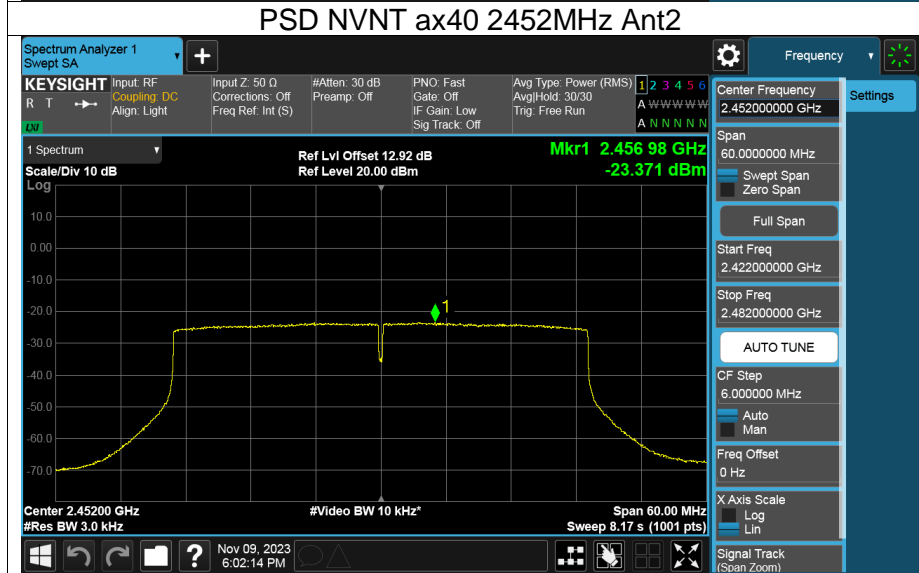 PSD NVNT ax40 2452MHz Ant2
Spectrum Analyzer 1
Swept SA
+
Frequency
KEYSIGHT
R T
LXI
Input: RF
Coupling: DC
Align: Light
Input Z: 50 Ω
Corrections: Off
Freq Ref: Int (S)
#Atten: 30 dB
Preamp: Off
PNO: Fast
Gate: Off
IF Gain: Low
Sig Track: Off
Avg Type: Power (RMS)
Avg|Hold: 30/30
Trig: Free Run
1 2 3 4 5 6
A W W W W W
A N N N N N
1 Spectrum
Scale/Div 10 dB
Log
Ref Lvl Offset 12.92 dB
Ref Level 20.00 dBm
Mkr1 2.456 98 GHz
-23.371 dBm
10.0
0.00
-10.0
-20.0
-30.0
-40.0
-50.0
-60.0
-70.0
1
Center 2.45200 GHz
#Res BW 3.0 kHz
#Video BW 10 kHz*
Span 60.00 MHz
Sweep 8.17 s (1001 pts)
?
Nov 09, 2023
6:02:14 PM
Center Frequency
2.452000000 GHz
Settings
Span
60.0000000 MHz
Swept Span
Zero Span
Full Span
Start Freq
2.422000000 GHz
Stop Freq
2.482000000 GHz
AUTO TUNE
CF Step
6.000000 MHz
Auto
Man
Freq Offset
0 Hz
X Axis Scale
Log
Lin
Signal Track
(Span Zoom)